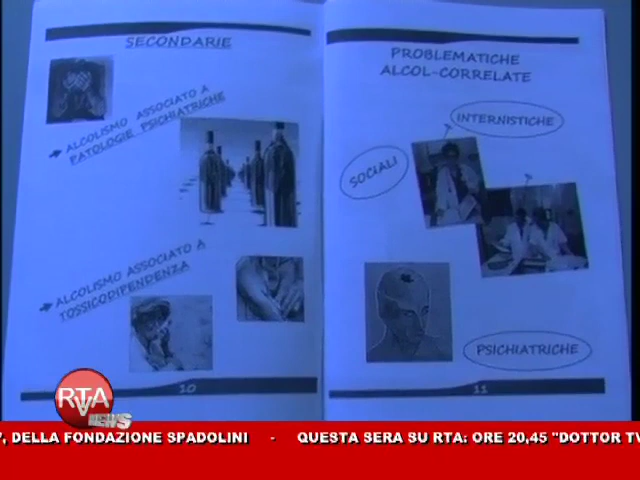 SECONDARIE
ALCOLISMO ASSOCIATO A
PATOLOGIE PSICHIATRICHE
ALCOLISMO ASSOCIATO A
TOSSICODIPENDENZA
10
PROBLEMATICHE
ALCOL-CORRELATE
INTERNISTICHE
SOCIALI
PSICHIATRICHE
11
RTA
NEWS
", DELLA FONDAZIONE SPADOLINI - QUESTA SERA SU RTA: ORE 20,45 "DOTTOR TV